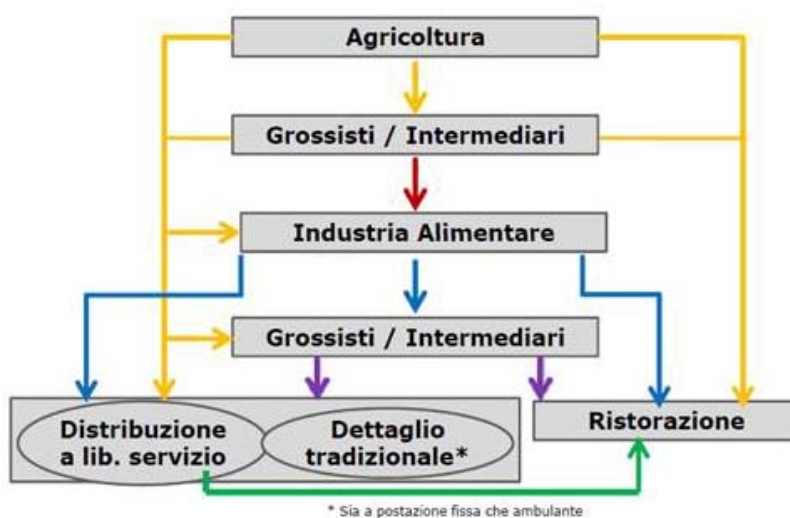 Agricoltura
Grossisti / Intermediari
Industria Alimentare
Grossisti / Intermediari
Distribuzione
a lib. servizio
Dettaglio
tradizionale*
Ristorazione
* Sia a postazione fissa che ambulante